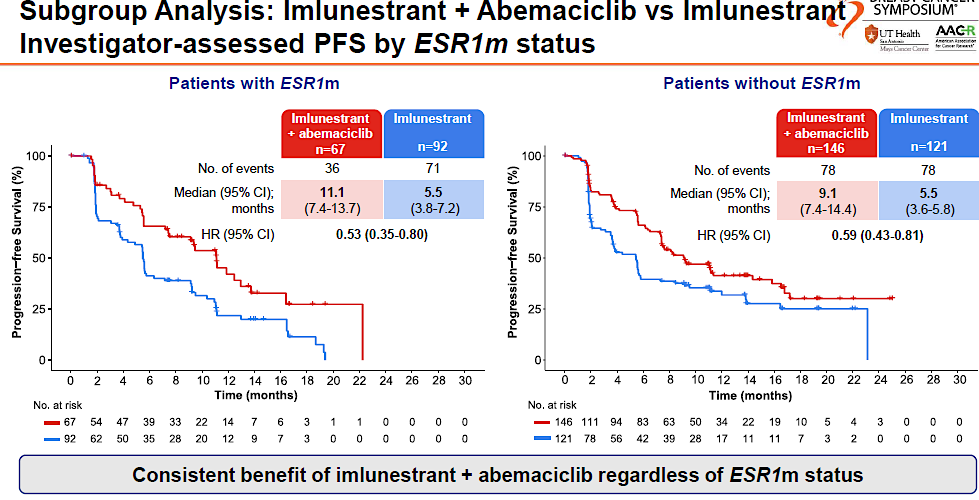 Subgroup Analysis: Imlunestrant + Abemaciclib vs Imlunestrant
Investigator-assessed PFS by ESR1m status
BREAST CANCER
SYMPOSIUM®
UT Health
San Antonio
Mays Cancer Center
AACR
American Association
for Cancer Research®
Patients with ESR1m
Imlunestrant + abemaciclib n=67
Imlunestrant n=92
No. of events 36 71
Median (95% CI); months 11.1 (7.4-13.7) 5.5 (3.8-7.2)
HR (95% CI) 0.53 (0.35-0.80)
Progression-free Survival (%)
100
75
50
25
0
0 2 4 6 8 10 12 14 16 18 20 22 24 26 28 30
Time (months)
No. at risk
67 54 47 39 33 22 14 7 6 3 1 1 0 0 0 0
92 62 50 35 28 20 12 9 7 3 0 0 0 0 0 0
Patients without ESR1m
Imlunestrant + abemaciclib n=146
Imlunestrant n=121
No. of events 78 78
Median (95% CI); months 9.1 (7.4-14.4) 5.5 (3.6-5.8)
HR (95% CI) 0.59 (0.43-0.81)
Progression-free Survival (%)
100
75
50
25
0
0 2 4 6 8 10 12 14 16 18 20 22 24 26 28 30
Time (months)
No. at risk
146 111 94 83 63 50 34 22 19 10 5 4 3 0 0 0
121 78 56 42 39 28 17 11 11 7 3 2 0 0 0 0
Consistent benefit of imlunestrant + abemaciclib regardless of ESR1m status